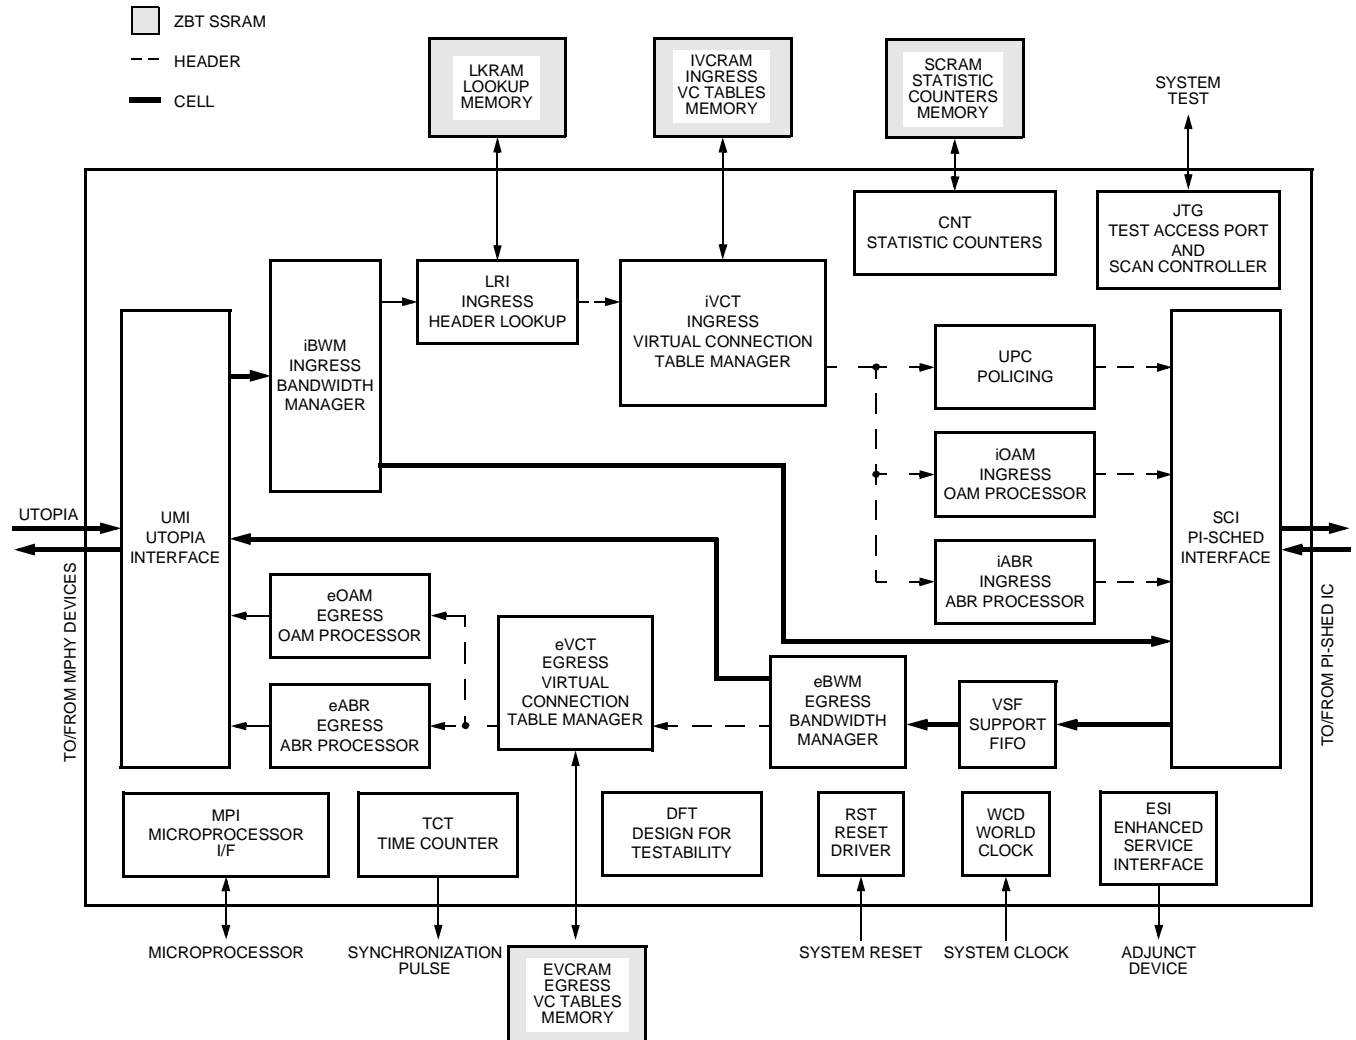 ZBT SSRAM
HEADER
CELL
LKRAM
LOOKUP
MEMORY
IVCRAM
INGRESS
VC TABLES
MEMORY
SCRAM
STATISTIC
COUNTERS
MEMORY
SYSTEM
TEST
CNT
STATISTIC COUNTERS
JTG
TEST ACCESS PORT
AND
SCAN CONTROLLER
LRI
INGRESS
HEADER LOOKUP
iVCT
INGRESS
VIRTUAL CONNECTION
TABLE MANAGER
iBWM
INGRESS
BANDWIDTH
MANAGER
UPC
POLICING
iOAM
INGRESS
OAM PROCESSOR
iABR
INGRESS
ABR PROCESSOR
UTOPIA
UMI
UTOPIA
INTERFACE
SCI
PI-SCHED
INTERFACE
TO/FROM MPHY DEVICES
TO/FROM PI-SHED IC
eOAM
EGRESS
OAM PROCESSOR
eABR
EGRESS
ABR PROCESSOR
eVCT
EGRESS
VIRTUAL
CONNECTION
TABLE MANAGER
eBWM
EGRESS
BANDWIDTH
MANAGER
VSF
SUPPORT
FIFO
MPI
MICROPROCESSOR
I/F
TCT
TIME COUNTER
DFT
DESIGN FOR
TESTABILITY
RST
RESET
DRIVER
WCD
WORLD
CLOCK
ESI
ENHANCED
SERVICE
INTERFACE
MICROPROCESSOR
SYNCHRONIZATION
PULSE
EVCRAM
EGRESS
VC TABLES
MEMORY
SYSTEM RESET
SYSTEM CLOCK
ADJUNCT
DEVICE